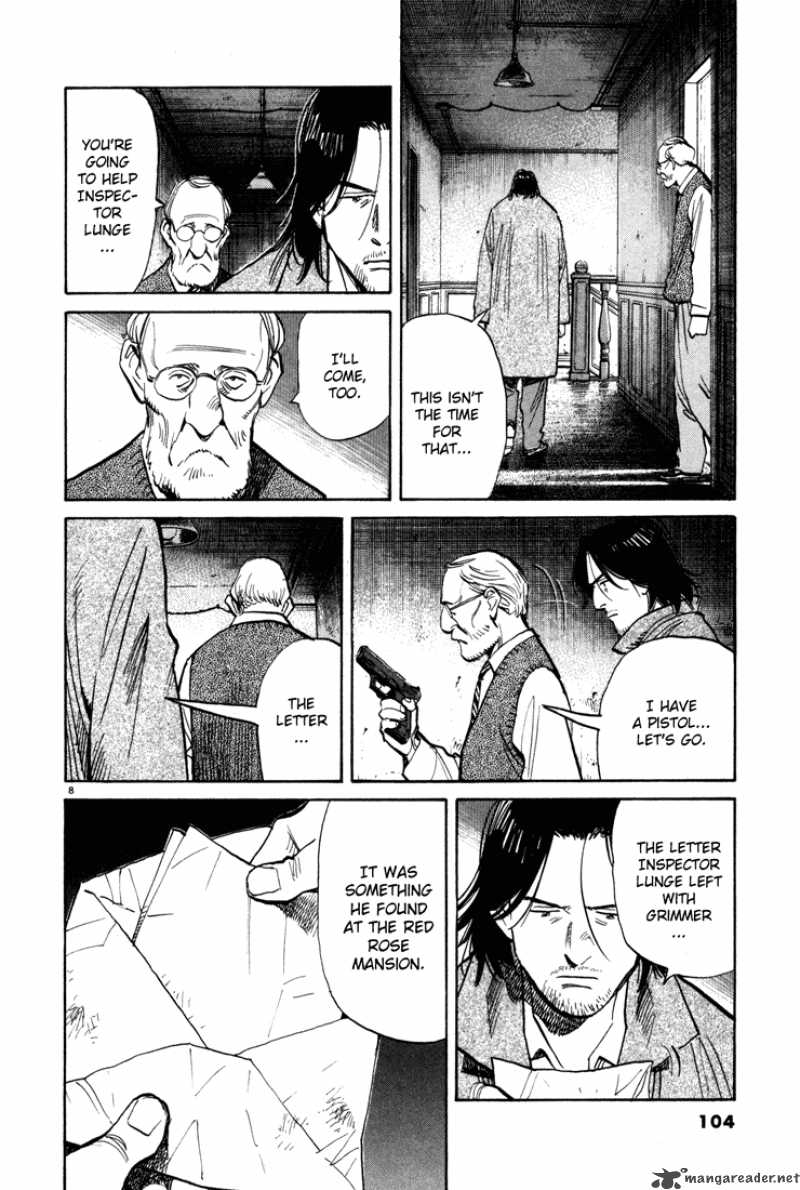 THIS ISN'T
THE TIME
FOR
THAT...
YOU'RE
GOING
TO HELP
INSPEC-
TOR
LUNGE
...
I'LL
COME,
TOO.
I HAVE
A PISTOL...
LET'S GO.
THE
LETTER
...
THE LETTER
INSPECTOR
LUNGE LEFT
WITH
GRIMMER
...
IT WAS
SOMETHING
HE FOUND
AT THE RED
ROSE
MANSION.
8
104
mangareader.net